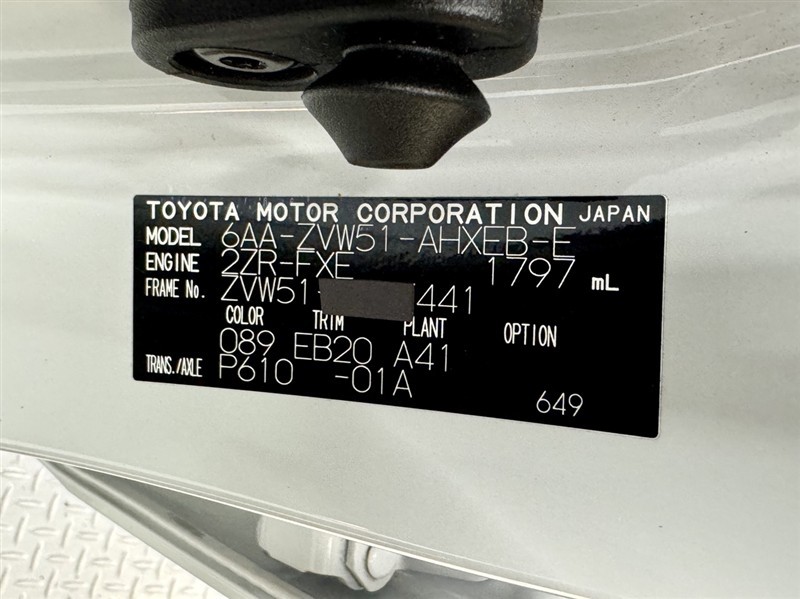 TOYOTA MOTOR CORPORATION JAPAN
MODEL 6AA-ZVW51-AHXEB-E
ENGINE 2ZR-FXE 1797 mL
FRAME No. ZVW51- 441
COLOR TRIM PLANT OPTION
089 EB20 A41
TRANS./AXLE P610 -01A
649